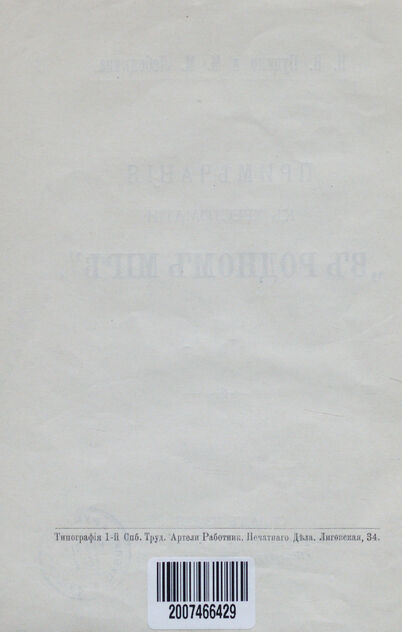 ПРИМѢЧАНІЯ
КЪ ХРЕСТОМАТІИ
„ВЪ РОДНОМЪ МІРѢ“
Типографія 1-й Спб. Труд. Артели Работник. Печатнаго Дѣла. Лиговская, 34.
2007466429